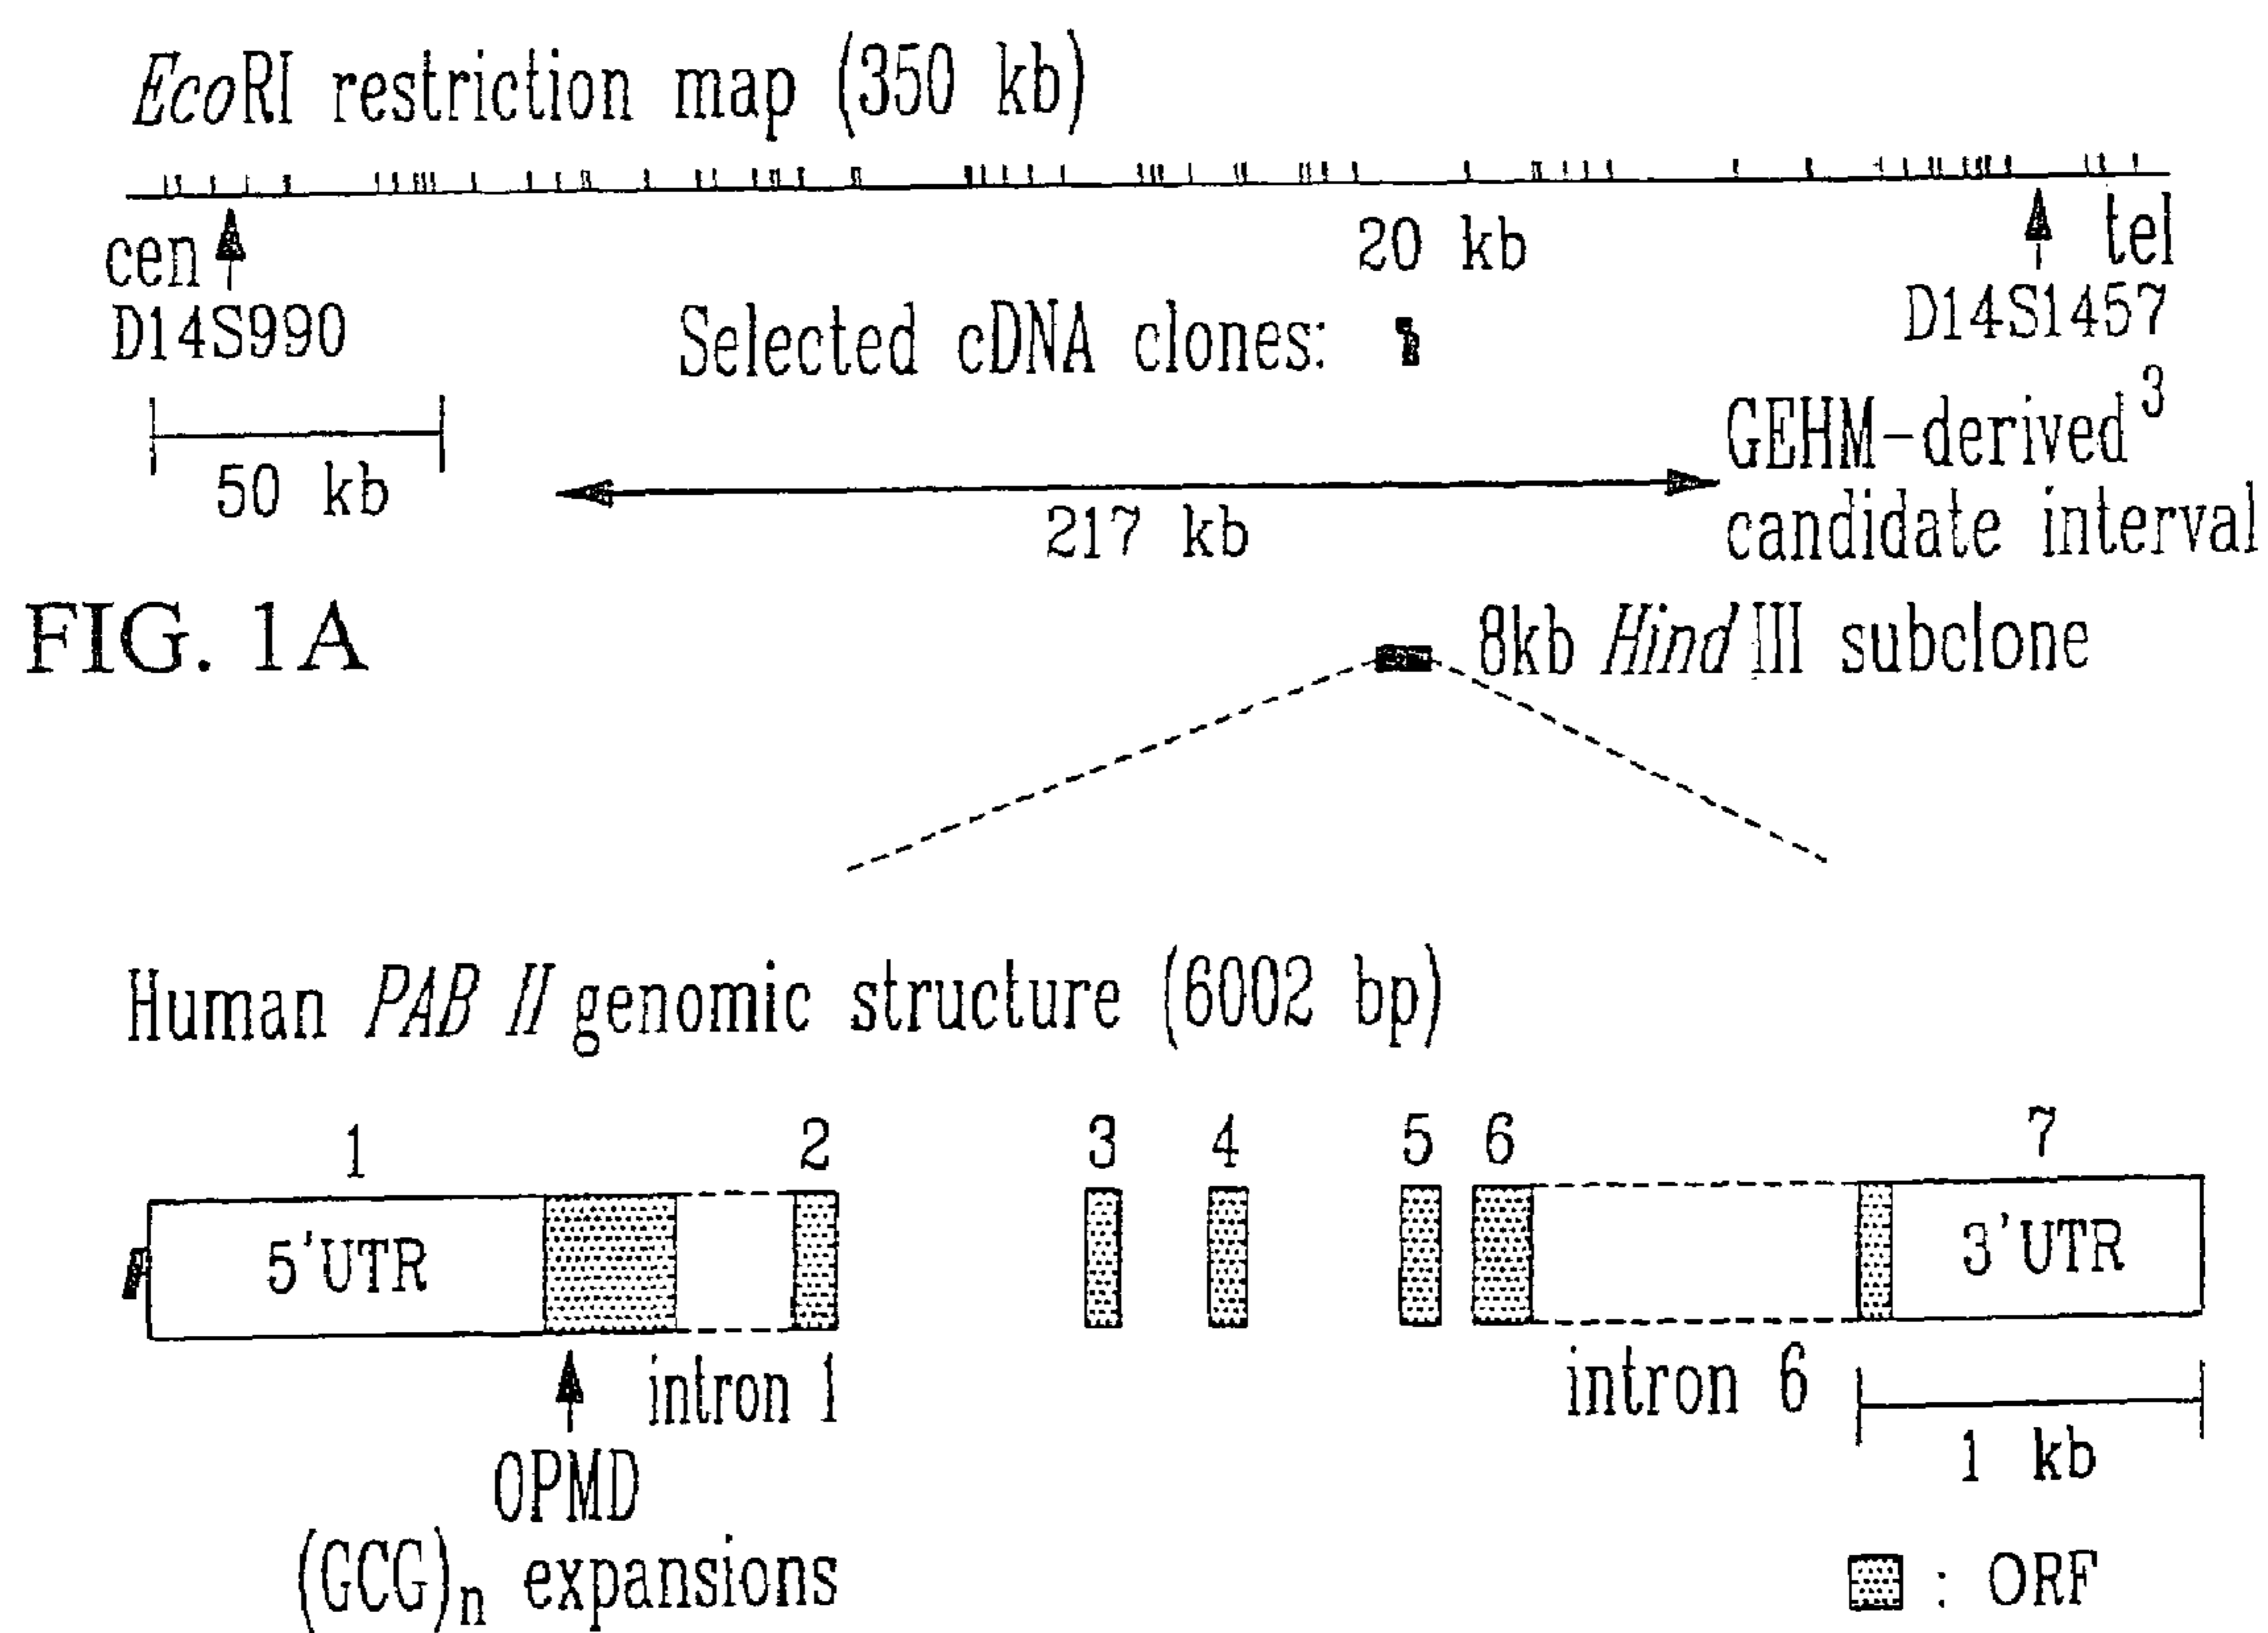 EcoRI restriction map (350 kb)
cen
tel
D14S990
20 kb
D14S1457
Selected cDNA clones:
50 kb
217 kb
GEHM-derived 3
candidate interval
FIG. 1A
8kb Hind III subclone
Human PAB II genomic structure (6002 bp)
1 2 3 4 5 6 7
5'UTR
3'UTR
intron 1
intron 6
OPMD
(GCG)n expansions
1 kb
: ORF